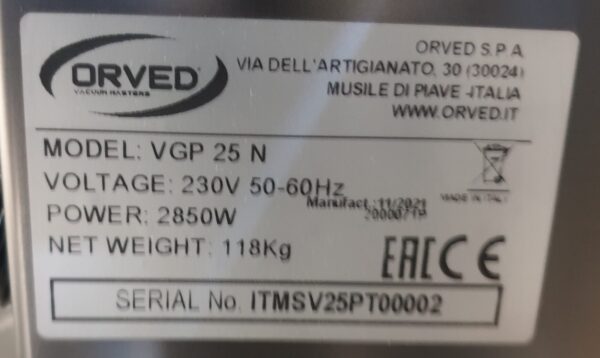 ORVED
VACUUM MASTERS
ORVED S.P.A
VIA DELL'ARTIGIANATO, 30 (30024)
MUSILE DI PIAVE -ITALIA
WWW.ORVED.IT
MODEL: VGP 25 N
VOLTAGE: 230V 50-60Hz
Manufact.:11/2021
MADE IN ITALY
POWER: 2850W
NET WEIGHT: 118Kg
EAC CE
SERIAL No. ITMSV25PT00002